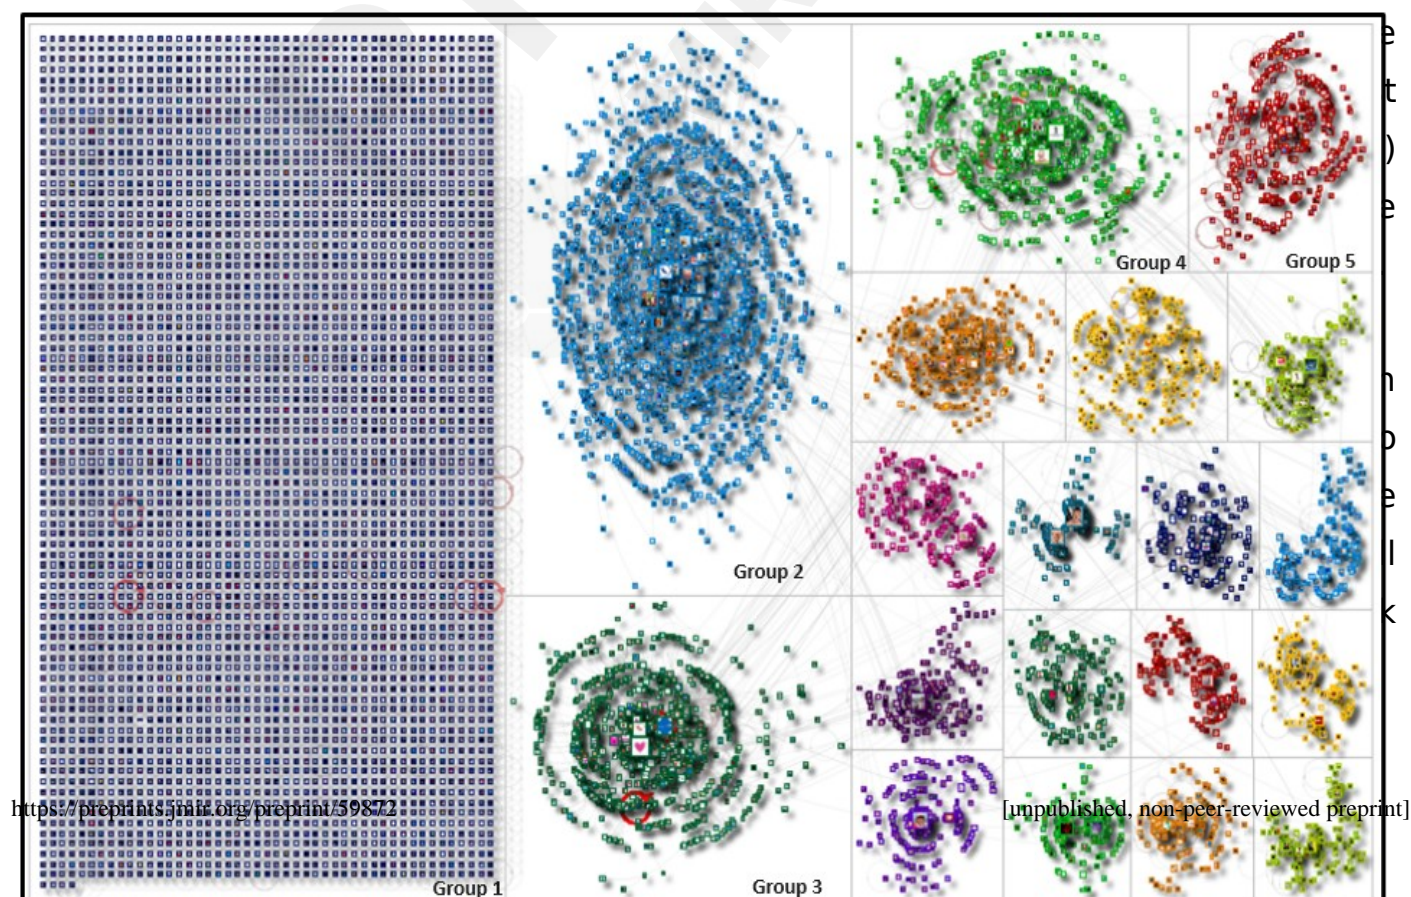 e
t
)
e
Group 4
Group 5
e
Group 2
k
https://preprints.jmir.org/preprint/59872
[unpublished, non-peer-reviewed preprint]
Group 1
Group 3